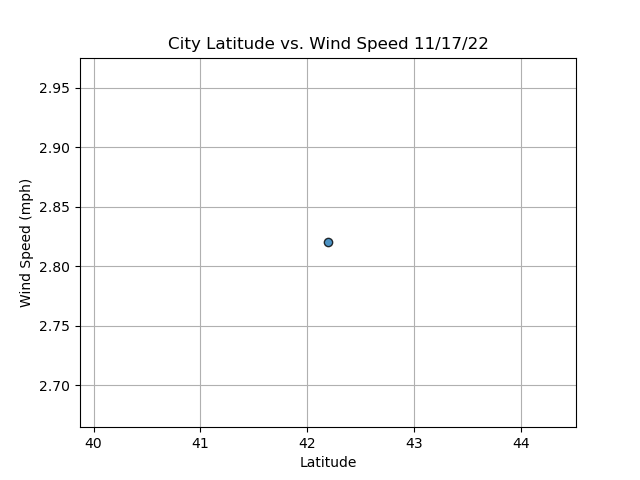 City Latitude vs. Wind Speed 11/17/22
2.95
2.90
2.85
2.80
2.75
2.70
Wind Speed (mph)
40 41 42 43 44
Latitude